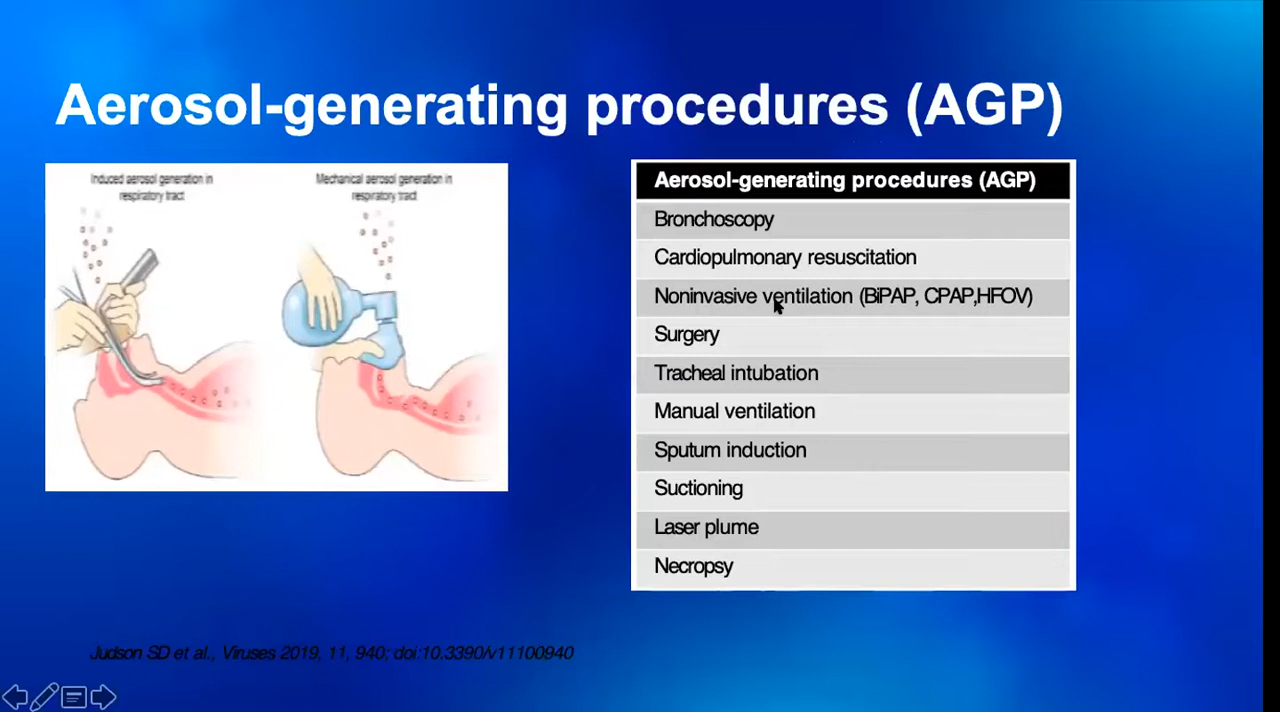 Aerosol-generating procedures (AGP)
Induced aerosol generation in
respiratory tract
Mechanical aerosol generation in
respiratory tract
Aerosol-generating procedures (AGP)
Bronchoscopy
Cardiopulmonary resuscitation
Noninvasive ventilation (BiPAP, CPAP,HFOV)
Surgery
Tracheal intubation
Manual ventilation
Sputum induction
Suctioning
Laser plume
Necropsy
Judson SD et al., Viruses 2019, 11, 940; doi:10.3390/v11100940